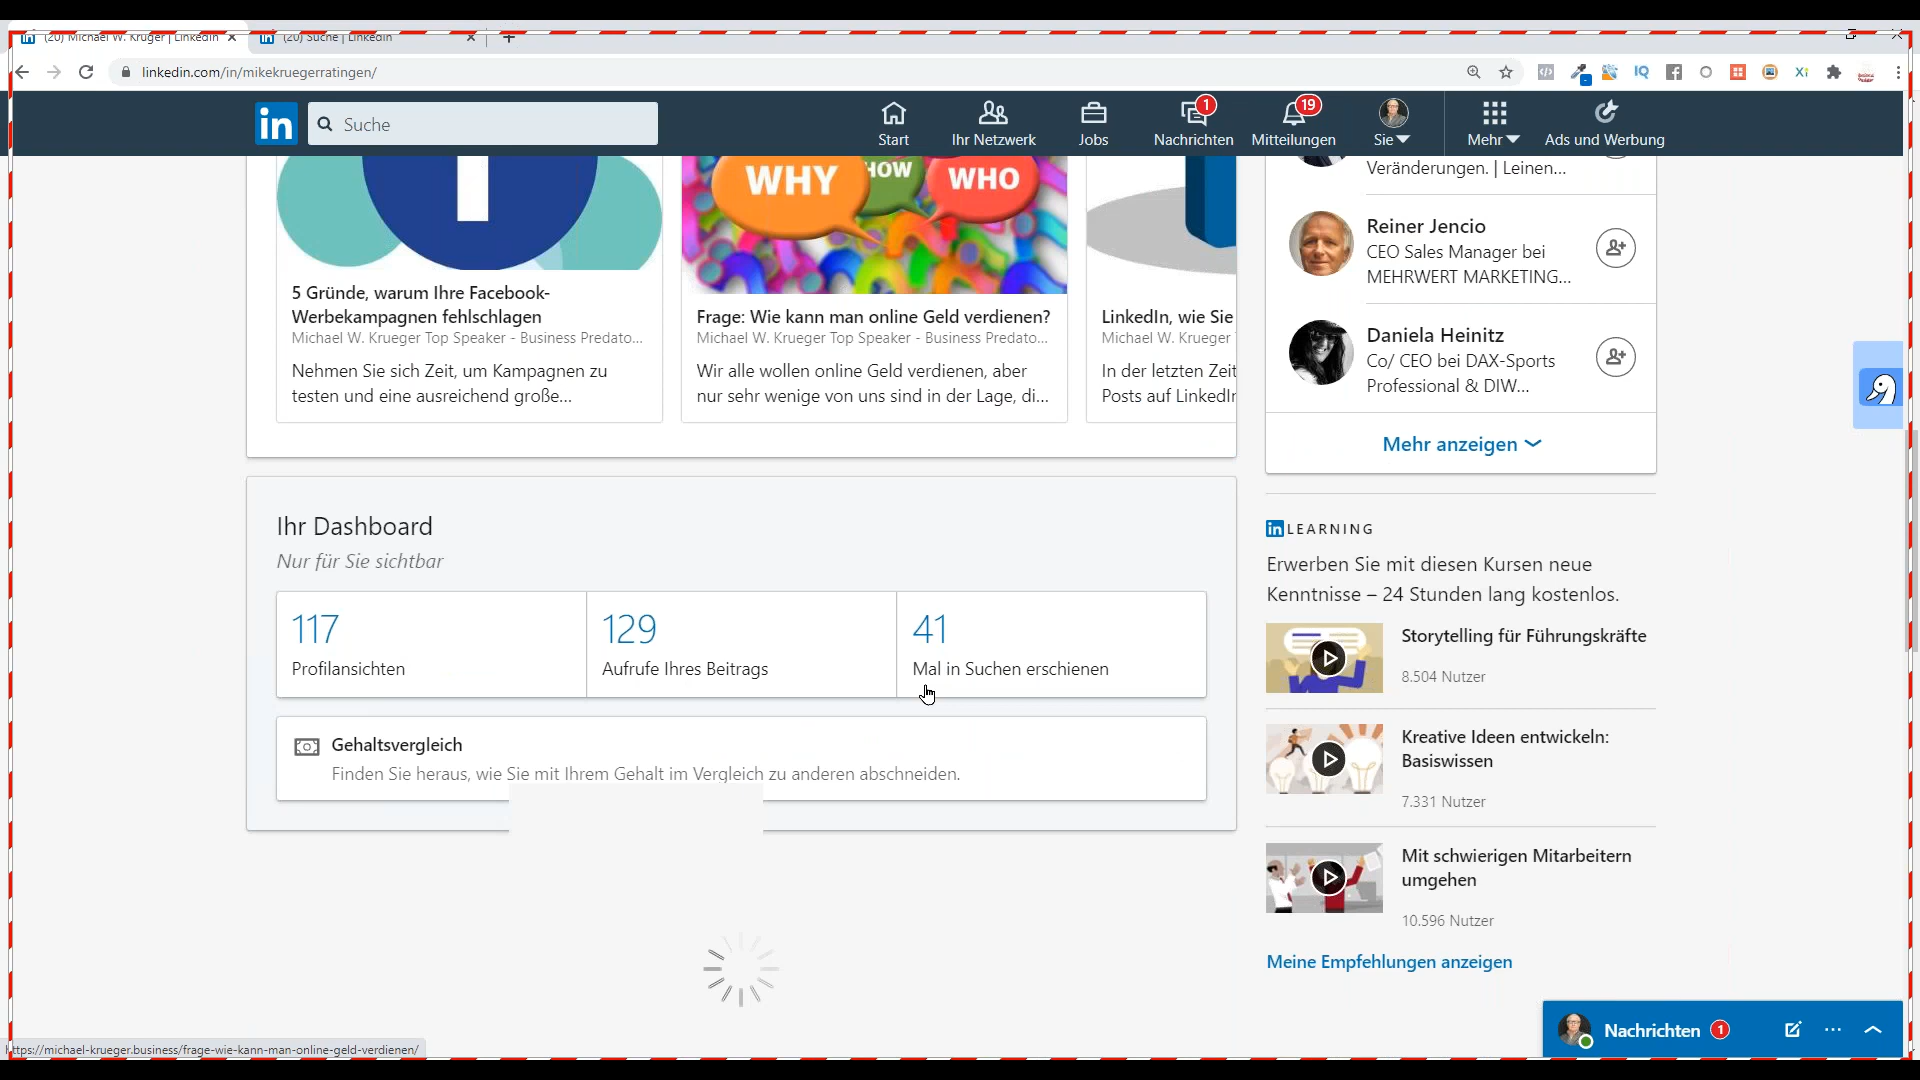 (20) Michael W. Krüger | LinkedIn
(20) Suche | LinkedIn
linkedin.com/in/mikekruegerratingen/
in
Suche
Start
Ihr Netzwerk
Jobs
1
Nachrichten
19
Mitteilungen
Sie
Mehr
Ads und Werbung
WHY
HOW
WHO
5 Gründe, warum Ihre Facebook-
Werbekampagnen fehlschlagen
Michael W. Krueger Top Speaker - Business Predato...
Nehmen Sie sich Zeit, um Kampagnen zu
testen und eine ausreichend große...
Frage: Wie kann man online Geld verdienen?
Michael W. Krueger Top Speaker - Business Predato...
Wir alle wollen online Geld verdienen, aber
nur sehr wenige von uns sind in der Lage, di...
LinkedIn, wie Sie
Michael W. Krueger
In der letzten Zeit
Posts auf LinkedIn
Ihr Dashboard
Nur für Sie sichtbar
117
Profilansichten
129
Aufrufe Ihres Beitrags
41
Mal in Suchen erschienen
Gehaltsvergleich
Finden Sie heraus, wie Sie mit Ihrem Gehalt im Vergleich zu anderen abschneiden.
Veränderungen. | Leinen...
Reiner Jencio
CEO Sales Manager bei
MEHRWERT MARKETING...
Daniela Heinitz
Co/ CEO bei DAX-Sports
Professional & DIW...
Mehr anzeigen
in LEARNING
Erwerben Sie mit diesen Kursen neue
Kenntnisse – 24 Stunden lang kostenlos.
Storytelling für Führungskräfte
8.504 Nutzer
Kreative Ideen entwickeln:
Basiswissen
7.331 Nutzer
Mit schwierigen Mitarbeitern
umgehen
10.596 Nutzer
Meine Empfehlungen anzeigen
Nachrichten 1
https://michael-krueger.business/frage-wie-kann-man-online-geld-verdienen/